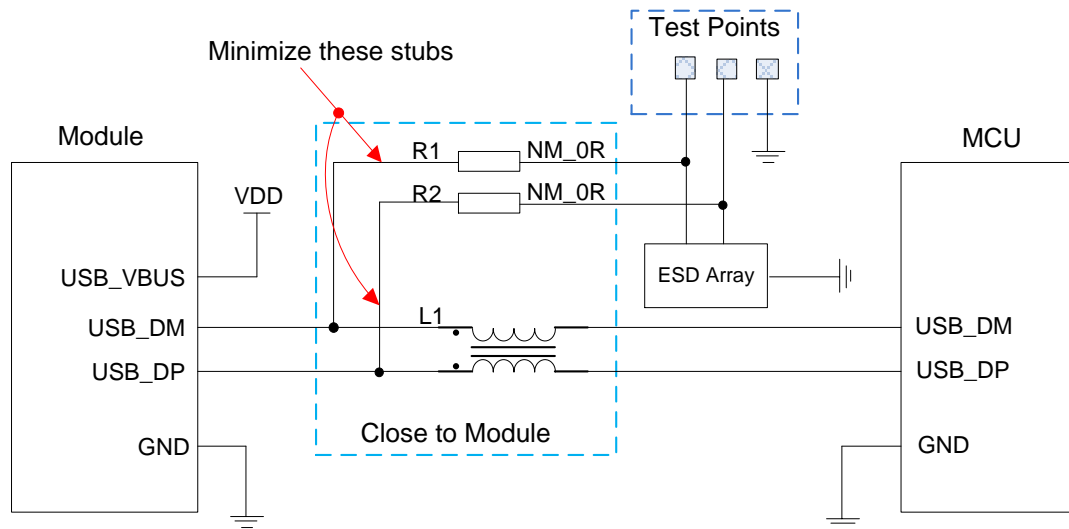 Minimize these stubs
Test Points
Module
MCU
R1
NM_0R
R2
NM_0R
VDD
ESD Array
USB_VBUS
L1
USB_DM
USB_DM
USB_DP
USB_DP
Close to Module
GND
GND